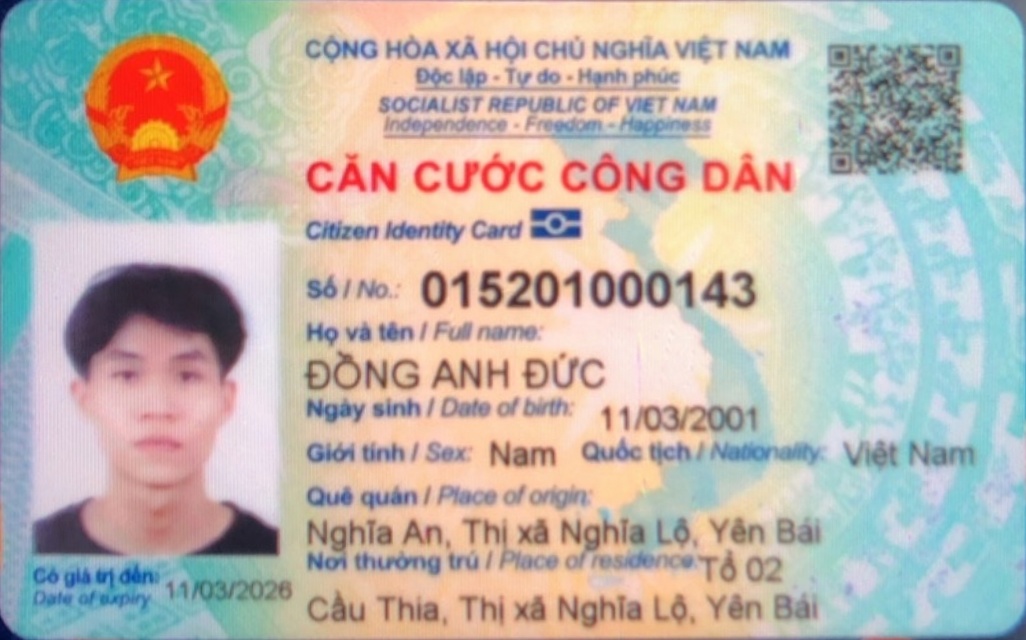 CỘNG HÒA XÃ HỘI CHỦ NGHĨA VIỆT NAM
Độc lập - Tự do - Hạnh phúc
SOCIALIST REPUBLIC OF VIET NAM
Independence - Freedom - Happiness
CĂN CƯỚC CÔNG DÂN
Citizen Identity Card
Số / No.: 015201000143
Họ và tên / Full name:
ĐỒNG ANH ĐỨC
Ngày sinh / Date of birth: 11/03/2001
Giới tính / Sex: Nam Quốc tịch / Nationality: Việt Nam
Quê quán / Place of origin:
Nghĩa An, Thị xã Nghĩa Lộ, Yên Bái
Nơi thường trú / Place of residence: Tổ 02
Cầu Thia, Thị xã Nghĩa Lộ, Yên Bái
Có giá trị đến: 11/03/2026
Date of expiry